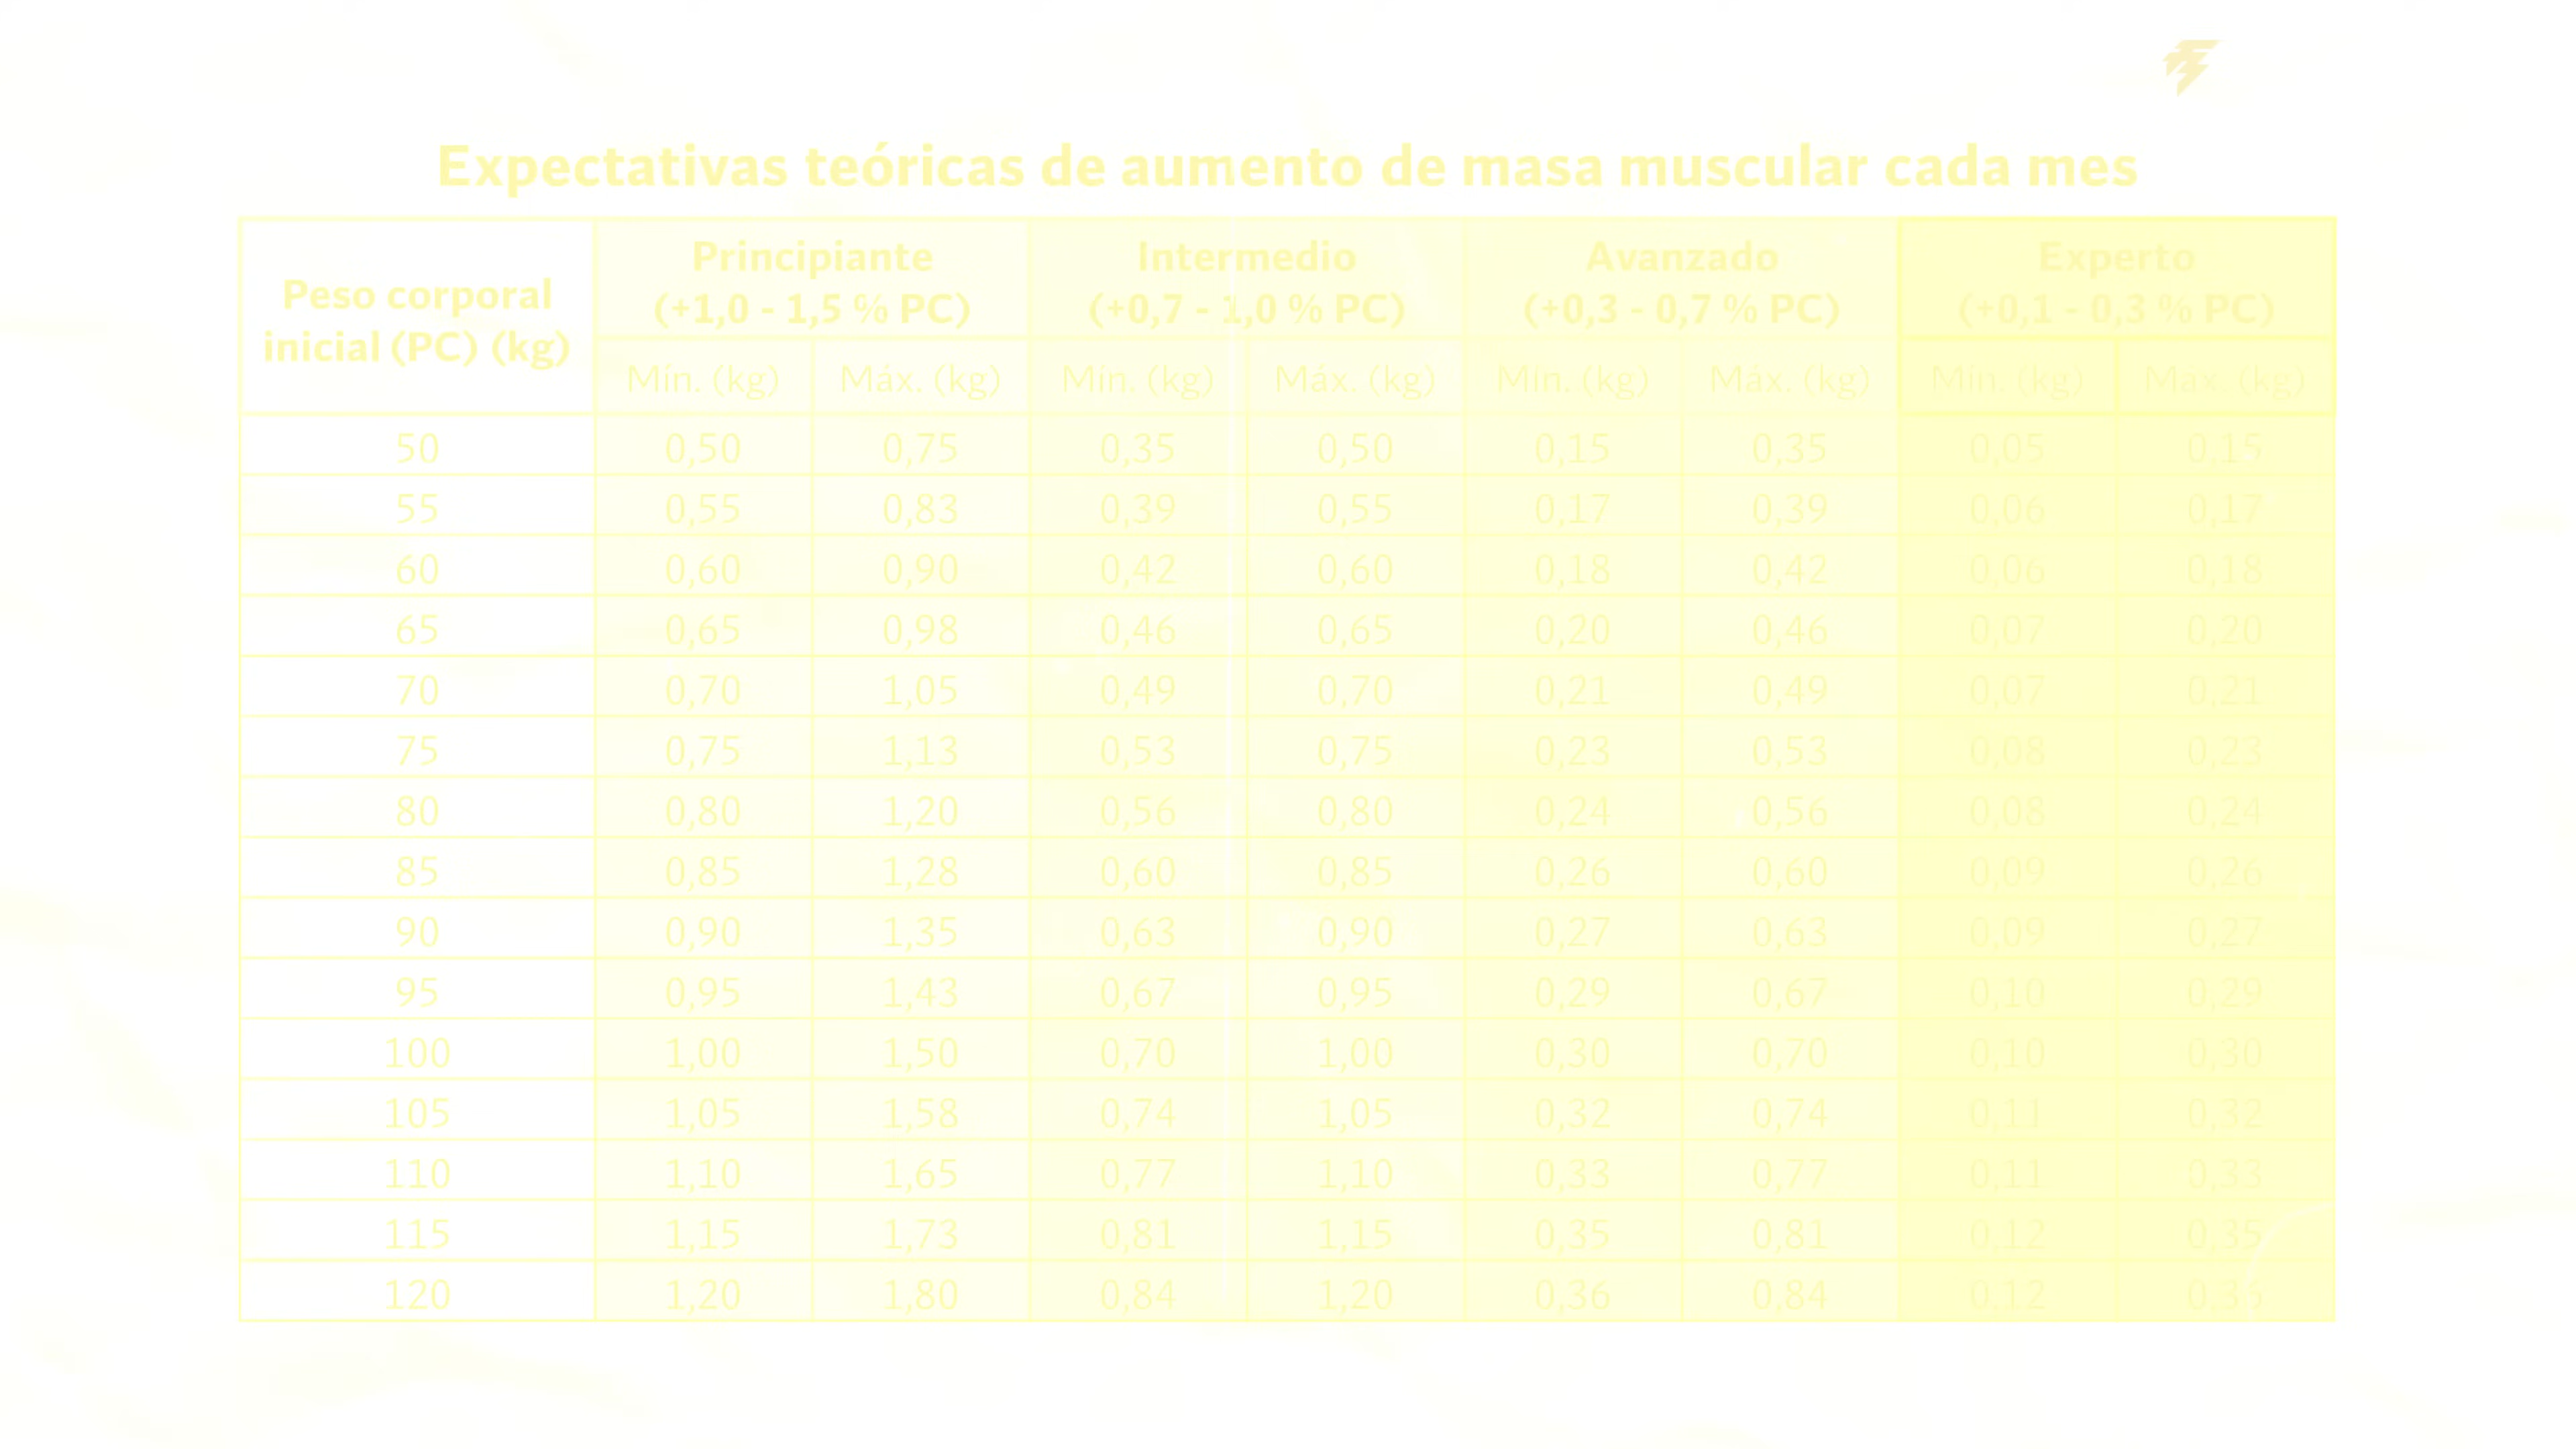 Expectativas teóricas de aumento de masa muscular cada mes
Peso corporal inicial (PC) (kg) Principiante (+1,0 - 1,5 % PC) Intermedio (+0,7 - 1,0 % PC) Avanzado (+0,3 - 0,7 % PC) Experto (+0,1 - 0,3 % PC)
Mín. (kg) Máx. (kg) Mín. (kg) Máx. (kg) Mín. (kg) Máx. (kg) Mín. (kg) Máx. (kg)
50 0,50 0,75 0,35 0,50 0,15 0,35 0,05 0,15
55 0,55 0,83 0,39 0,55 0,17 0,39 0,06 0,17
60 0,60 0,90 0,42 0,60 0,18 0,42 0,06 0,18
65 0,65 0,98 0,46 0,65 0,20 0,46 0,07 0,20
70 0,70 1,05 0,49 0,70 0,21 0,49 0,07 0,21
75 0,75 1,13 0,53 0,75 0,23 0,53 0,08 0,23
80 0,80 1,20 0,56 0,80 0,24 0,56 0,08 0,24
85 0,85 1,28 0,60 0,85 0,26 0,60 0,09 0,26
90 0,90 1,35 0,63 0,90 0,27 0,63 0,09 0,27
95 0,95 1,43 0,67 0,95 0,29 0,67 0,10 0,29
100 1,00 1,50 0,70 1,00 0,30 0,70 0,10 0,30
105 1,05 1,58 0,74 1,05 0,32 0,74 0,11 0,32
110 1,10 1,65 0,77 1,10 0,33 0,77 0,11 0,33
115 1,15 1,73 0,81 1,15 0,35 0,81 0,12 0,35
120 1,20 1,80 0,84 1,20 0,36 0,84 0,12 0,36